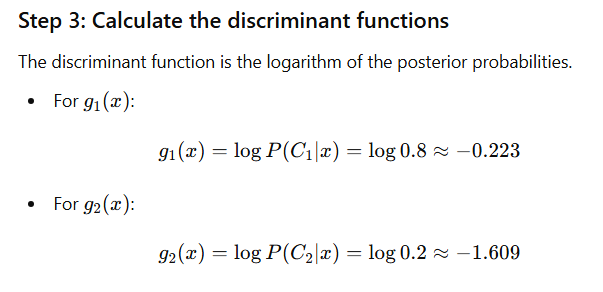 Step 3: Calculate the discriminant functions
The discriminant function is the logarithm of the posterior probabilities.
• For g₁(x):
g₁(x) = log P(C₁|x) = log 0.8 ≈ −0.223
• For g₂(x):
g₂(x) = log P(C₂|x) = log 0.2 ≈ −1.609